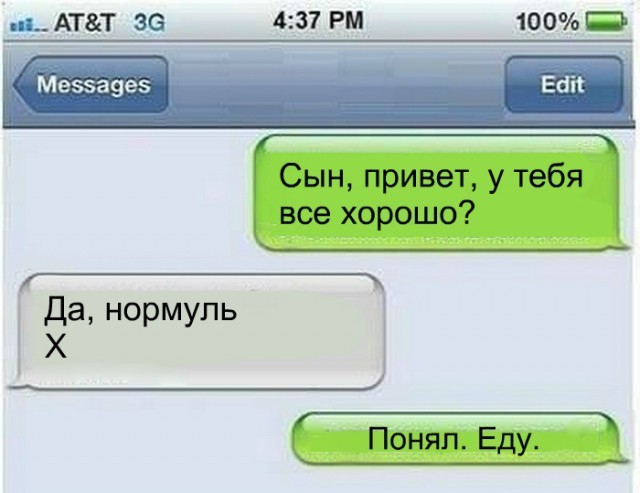 AT&T 3G 4:37 PM 100%
Messages Edit
Сын, привет, у тебя
все хорошо?
Да, нормуль
Х
Понял. Еду.